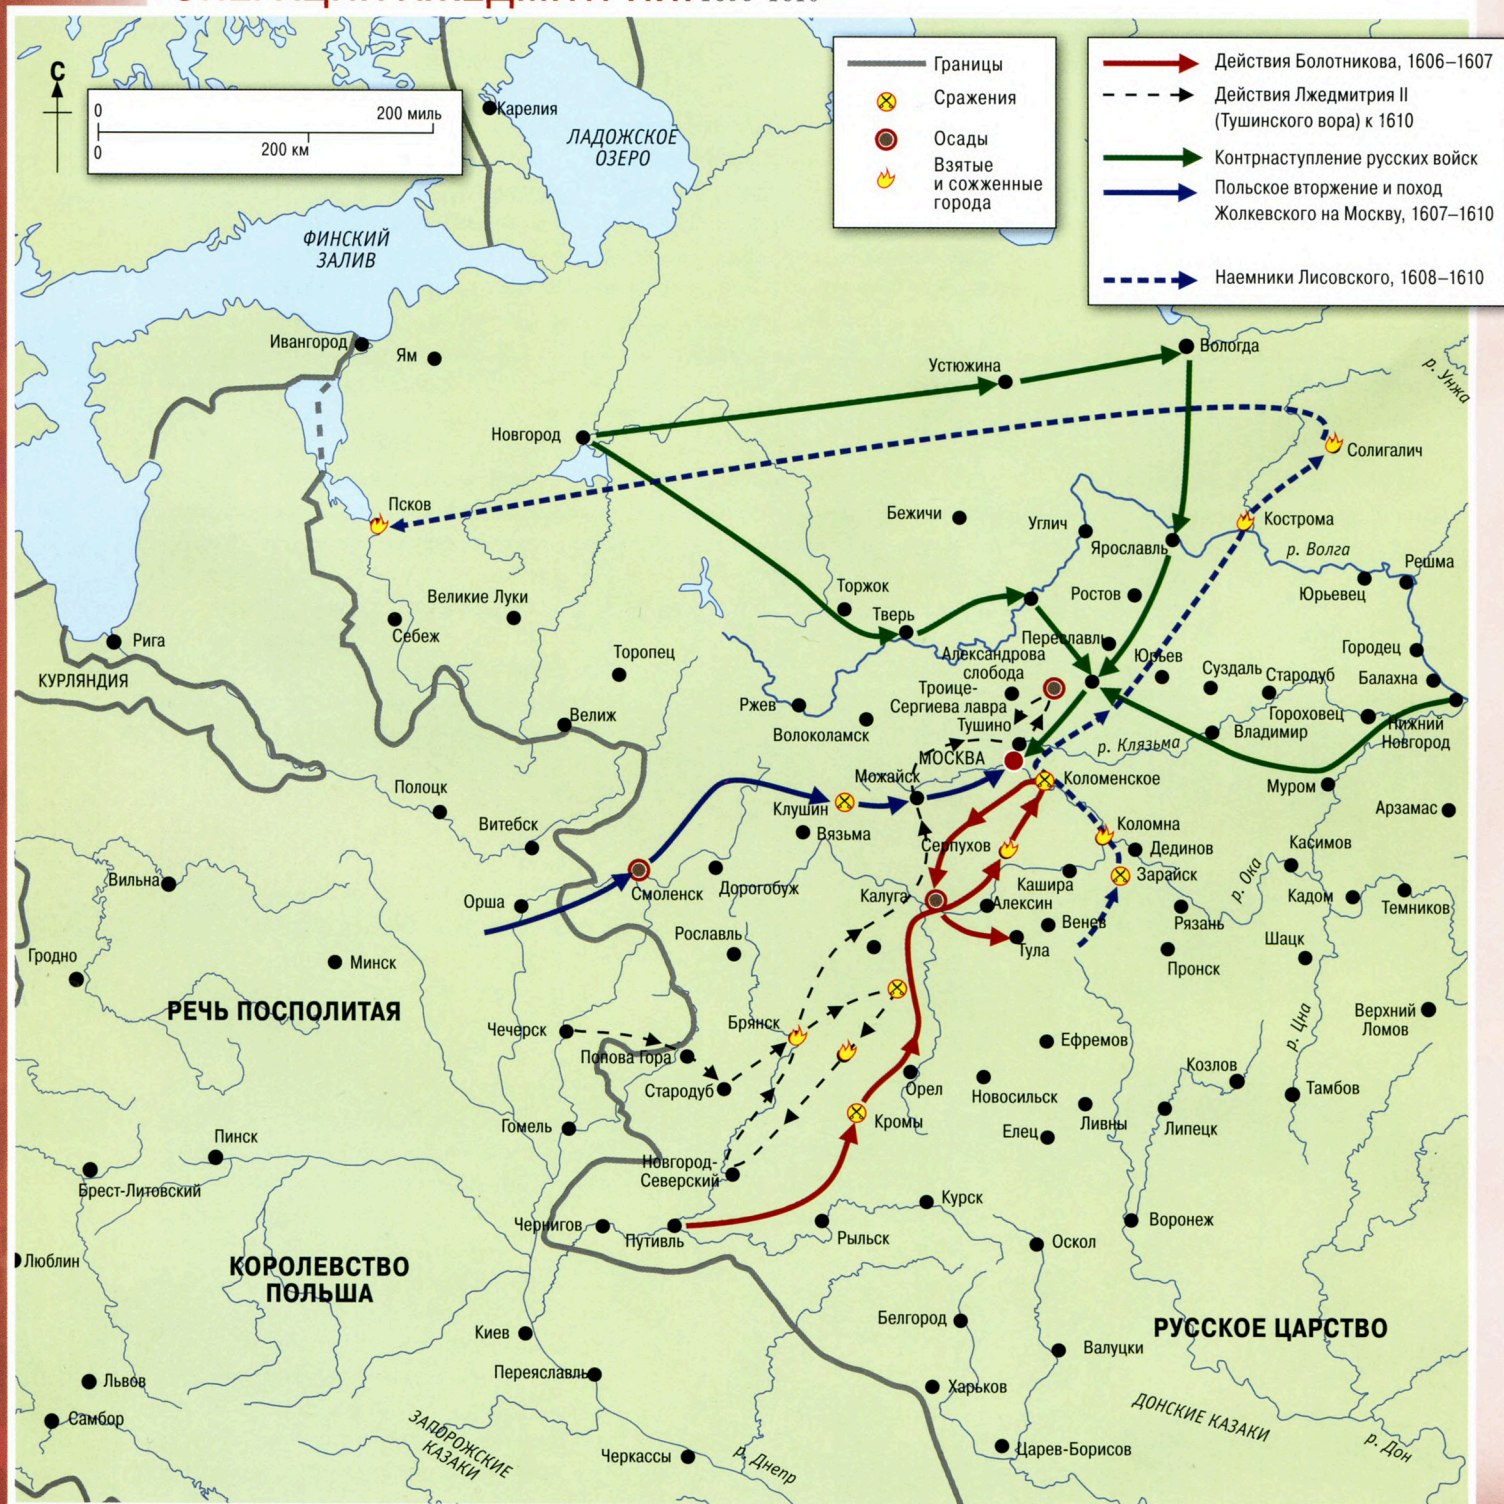 1606–1610
С
0
200 миль
0
200 км
Границы
Сражения
Осады
Взятые
и сожженные
города
Действия Болотникова, 1606–1607
Действия Лжедмитрия II
(Тушинского вора) к 1610
Контрнаступление русских войск
Польское вторжение и поход
Жолкевского на Москву, 1607–1610
Наемники Лисовского, 1608–1610
Карелия
ЛАДОЖСКОЕ
ОЗЕРО
ФИНСКИЙ
ЗАЛИВ
Ивангород
Ям
Устюжина
Вологда
р. Унжа
Новгород
Солигалич
Псков
Бежичи
Углич
Ярославль
Кострома
р. Волга
Решма
Юрьевец
Великие Луки
Себеж
Торжок
Тверь
Ростов
Рига
КУРЛЯНДИЯ
Торопец
Переславль
Александрова
слобода
Юрьев
Суздаль
Стародуб
Городец
Балахна
Троице-
Сергиева лавра
Тушино
Ржев
Волоколамск
Велиж
Гороховец
Владимир
Нижний
Новгород
р. Клязьма
МОСКВА
Можайск
Коломенское
Муром
Арзамас
Полоцк
Витебск
Клушин
Вязьма
Серпухов
Коломна
Дединов
Касимов
Вильна
Орша
Смоленск
Дорогобуж
Калуга
Кашира
Алексин
Зарайск
р. Ока
Кадом
Темников
Рославль
Венев
Тула
Рязань
Пронск
Шацк
Гродно
Минск
РЕЧЬ ПОСПОЛИТАЯ
Чечерск
Попова Гора
Стародуб
Брянск
Орел
Ефремов
Новосильск
Верхний
Ломов
р. Цна
Козлов
Тамбов
Гомель
Кромы
Елец
Ливны
Липецк
Пинск
Брест-Литовский
Новгород-
Северский
Чернигов
Путивль
Рыльск
Курск
Воронеж
Оскол
Люблин
КОРОЛЕВСТВО
ПОЛЬША
Киев
Переяславль
Белгород
Валуцки
РУССКОЕ ЦАРСТВО
Львов
Самбор
Харьков
ДОНСКИЕ КАЗАКИ
р. Дон
ЗАПОРОЖСКИЕ
КАЗАКИ
Черкассы
р. Днепр
Царев-Борисов